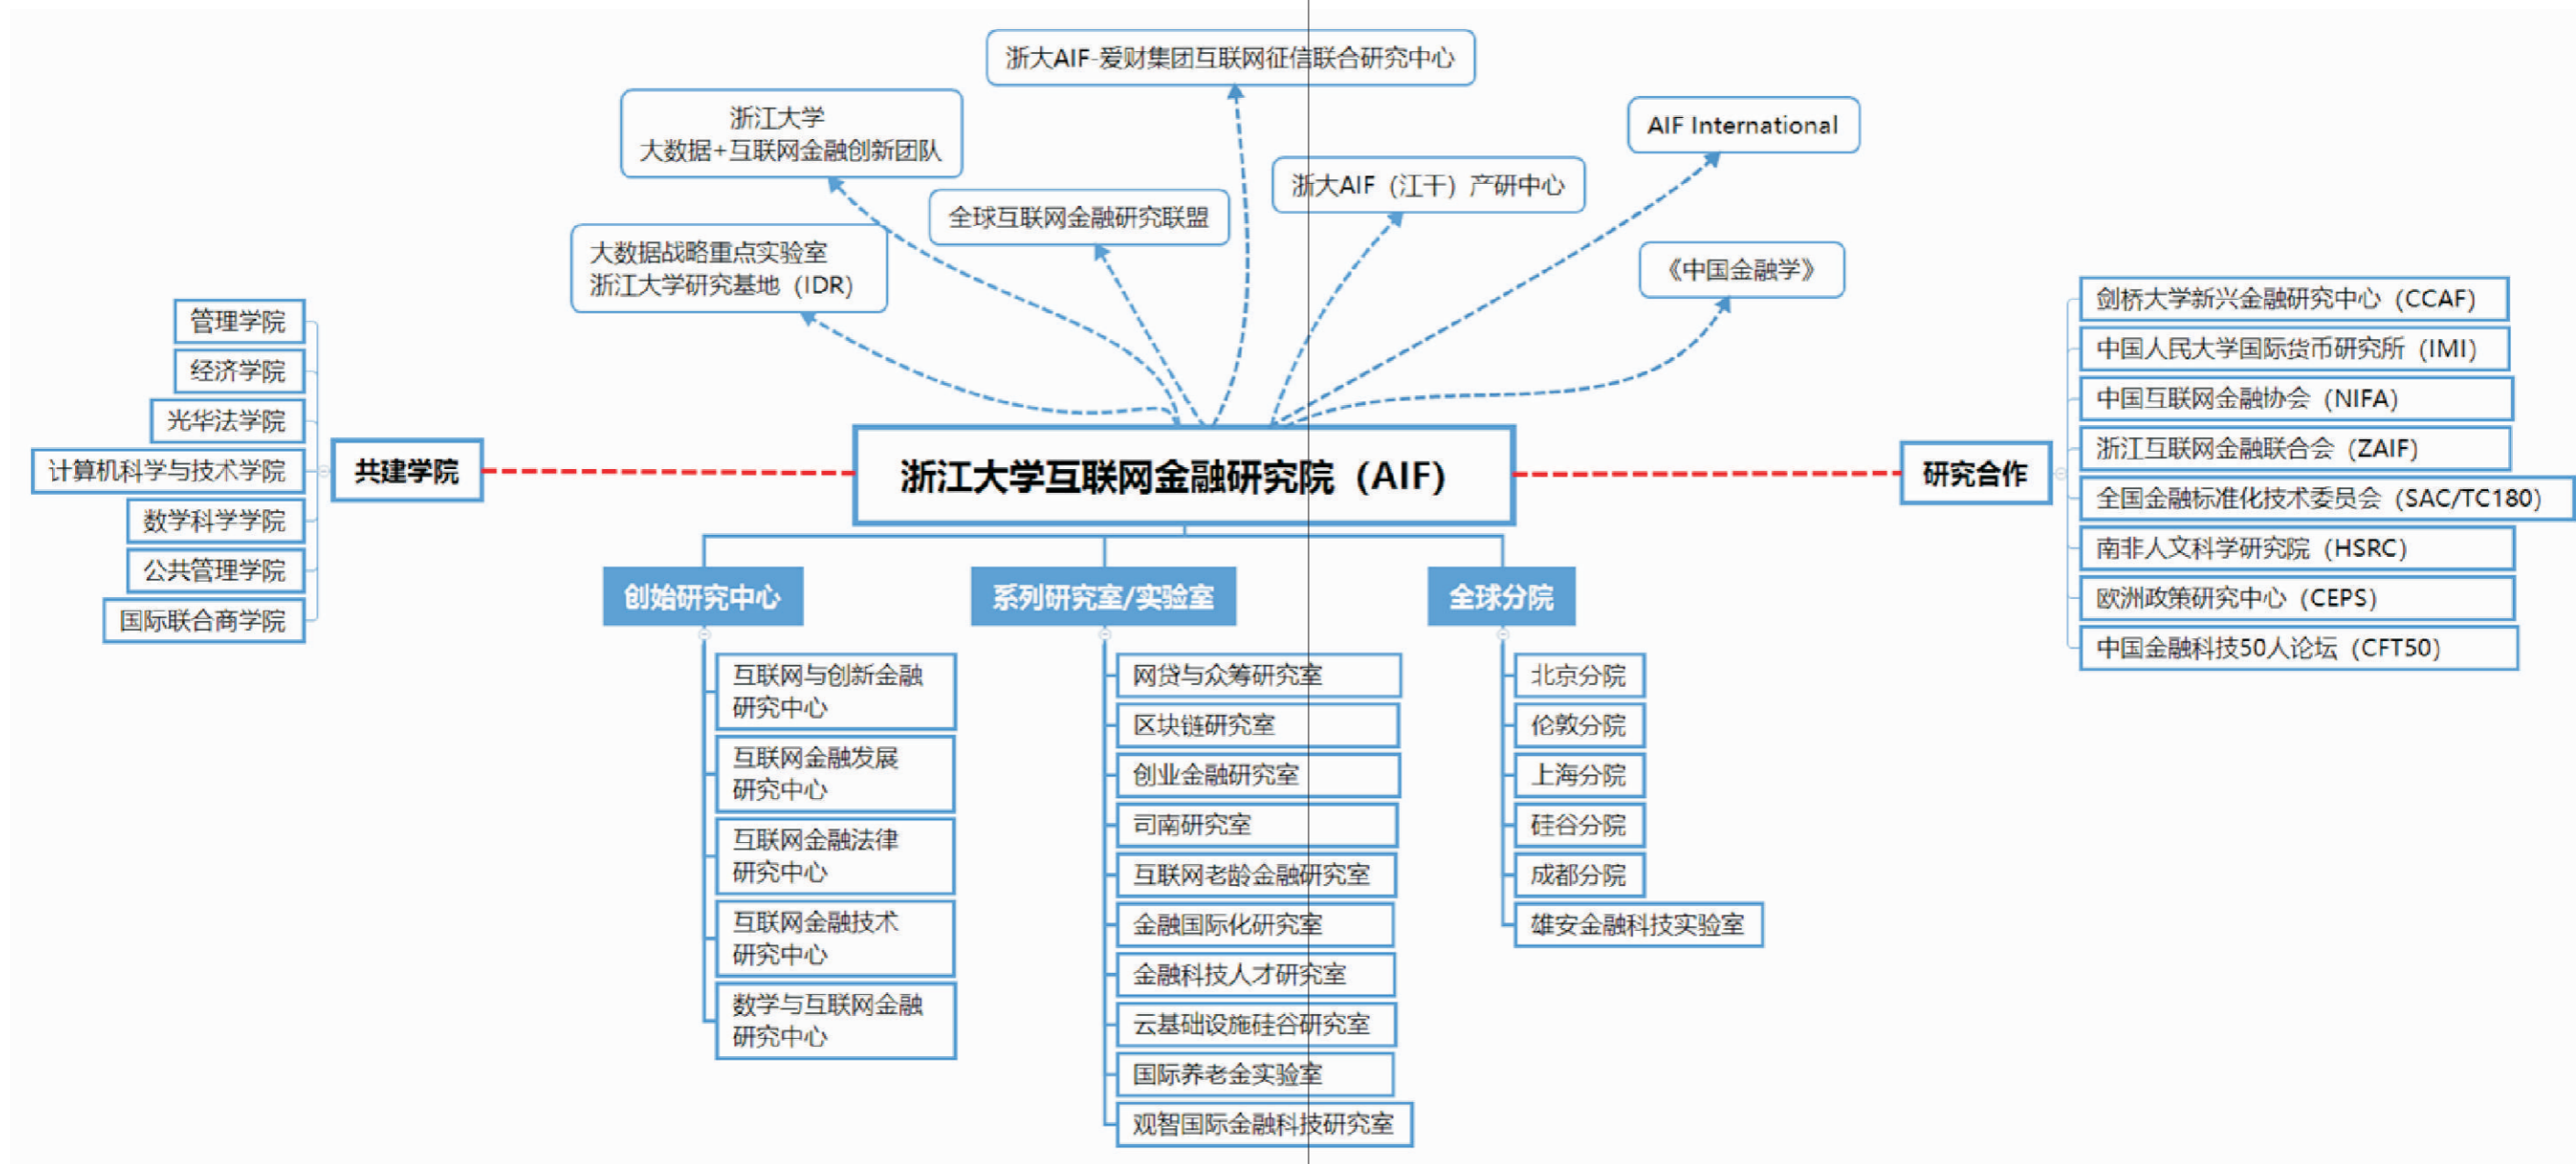 浙大AIF-爱财集团互联网征信联合研究中心
浙江大学
大数据+互联网金融创新团队
AIF International
浙大AIF（江干）产研中心
全球互联网金融研究联盟
大数据战略重点实验室
浙江大学研究基地（IDR）
《中国金融学》
管理学院
经济学院
光华法学院
计算机科学与技术学院
数学科学学院
公共管理学院
国际联合商学院
共建学院
浙江大学互联网金融研究院（AIF）
研究合作
剑桥大学新兴金融研究中心（CCAF）
中国人民大学国际货币研究所（IMI）
中国互联网金融协会（NIFA）
浙江互联网金融联合会（ZAIF）
全国金融标准化技术委员会（SAC/TC180）
南非人文科学研究院（HSRC）
欧洲政策研究中心（CEPS）
中国金融科技50人论坛（CFT50）
创始研究中心
互联网与创新金融
研究中心
互联网金融发展
研究中心
互联网金融法律
研究中心
互联网金融技术
研究中心
数学与互联网金融
研究中心
系列研究室/实验室
网贷与众筹研究室
区块链研究室
创业金融研究室
司南研究室
互联网老龄金融研究室
金融国际化研究室
金融科技人才研究室
云基础设施硅谷研究室
国际养老金实验室
观智国际金融科技研究室
全球分院
北京分院
伦敦分院
上海分院
硅谷分院
成都分院
雄安金融科技实验室